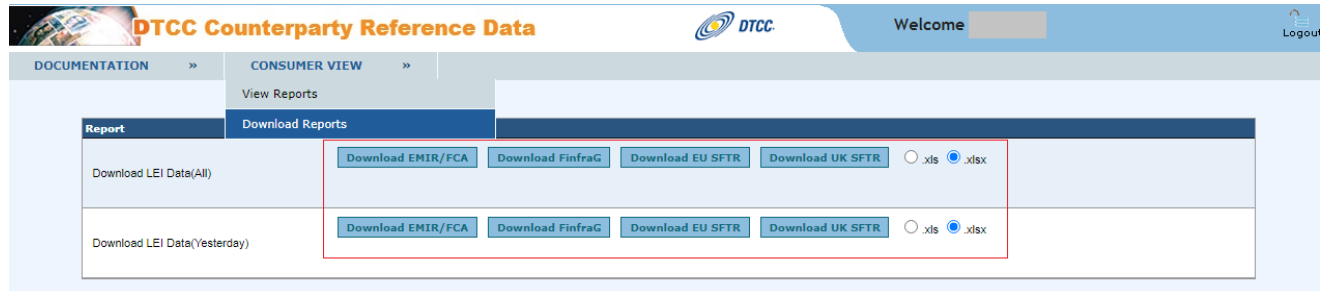 DTCC Counterparty Reference Data
DTCC.
Welcome
Logout
DOCUMENTATION » CONSUMER VIEW »
View Reports
Download Reports
Report
Download LEI Data(All) Download EMIR/FCA Download FinfraG Download EU SFTR Download UK SFTR .xls .xlsx
Download LEI Data(Yesterday) Download EMIR/FCA Download FinfraG Download EU SFTR Download UK SFTR .xls .xlsx